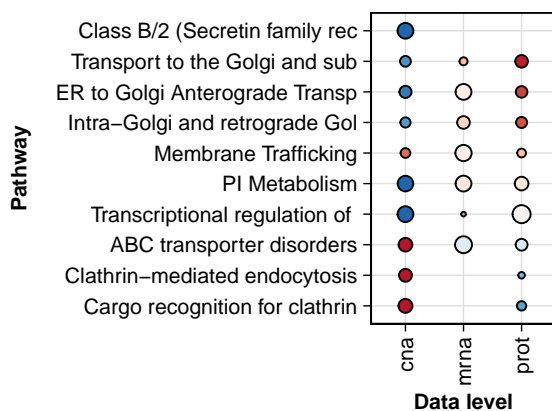 Pathway
Class B/2 (Secretin family rec
Transport to the Golgi and sub
ER to Golgi Anterograde Transp
Intra−Golgi and retrograde Gol
Membrane Trafficking
PI Metabolism
Transcriptional regulation of
ABC transporter disorders
Clathrin−mediated endocytosis
Cargo recognition for clathrin
cna
mrna
prot
Data level